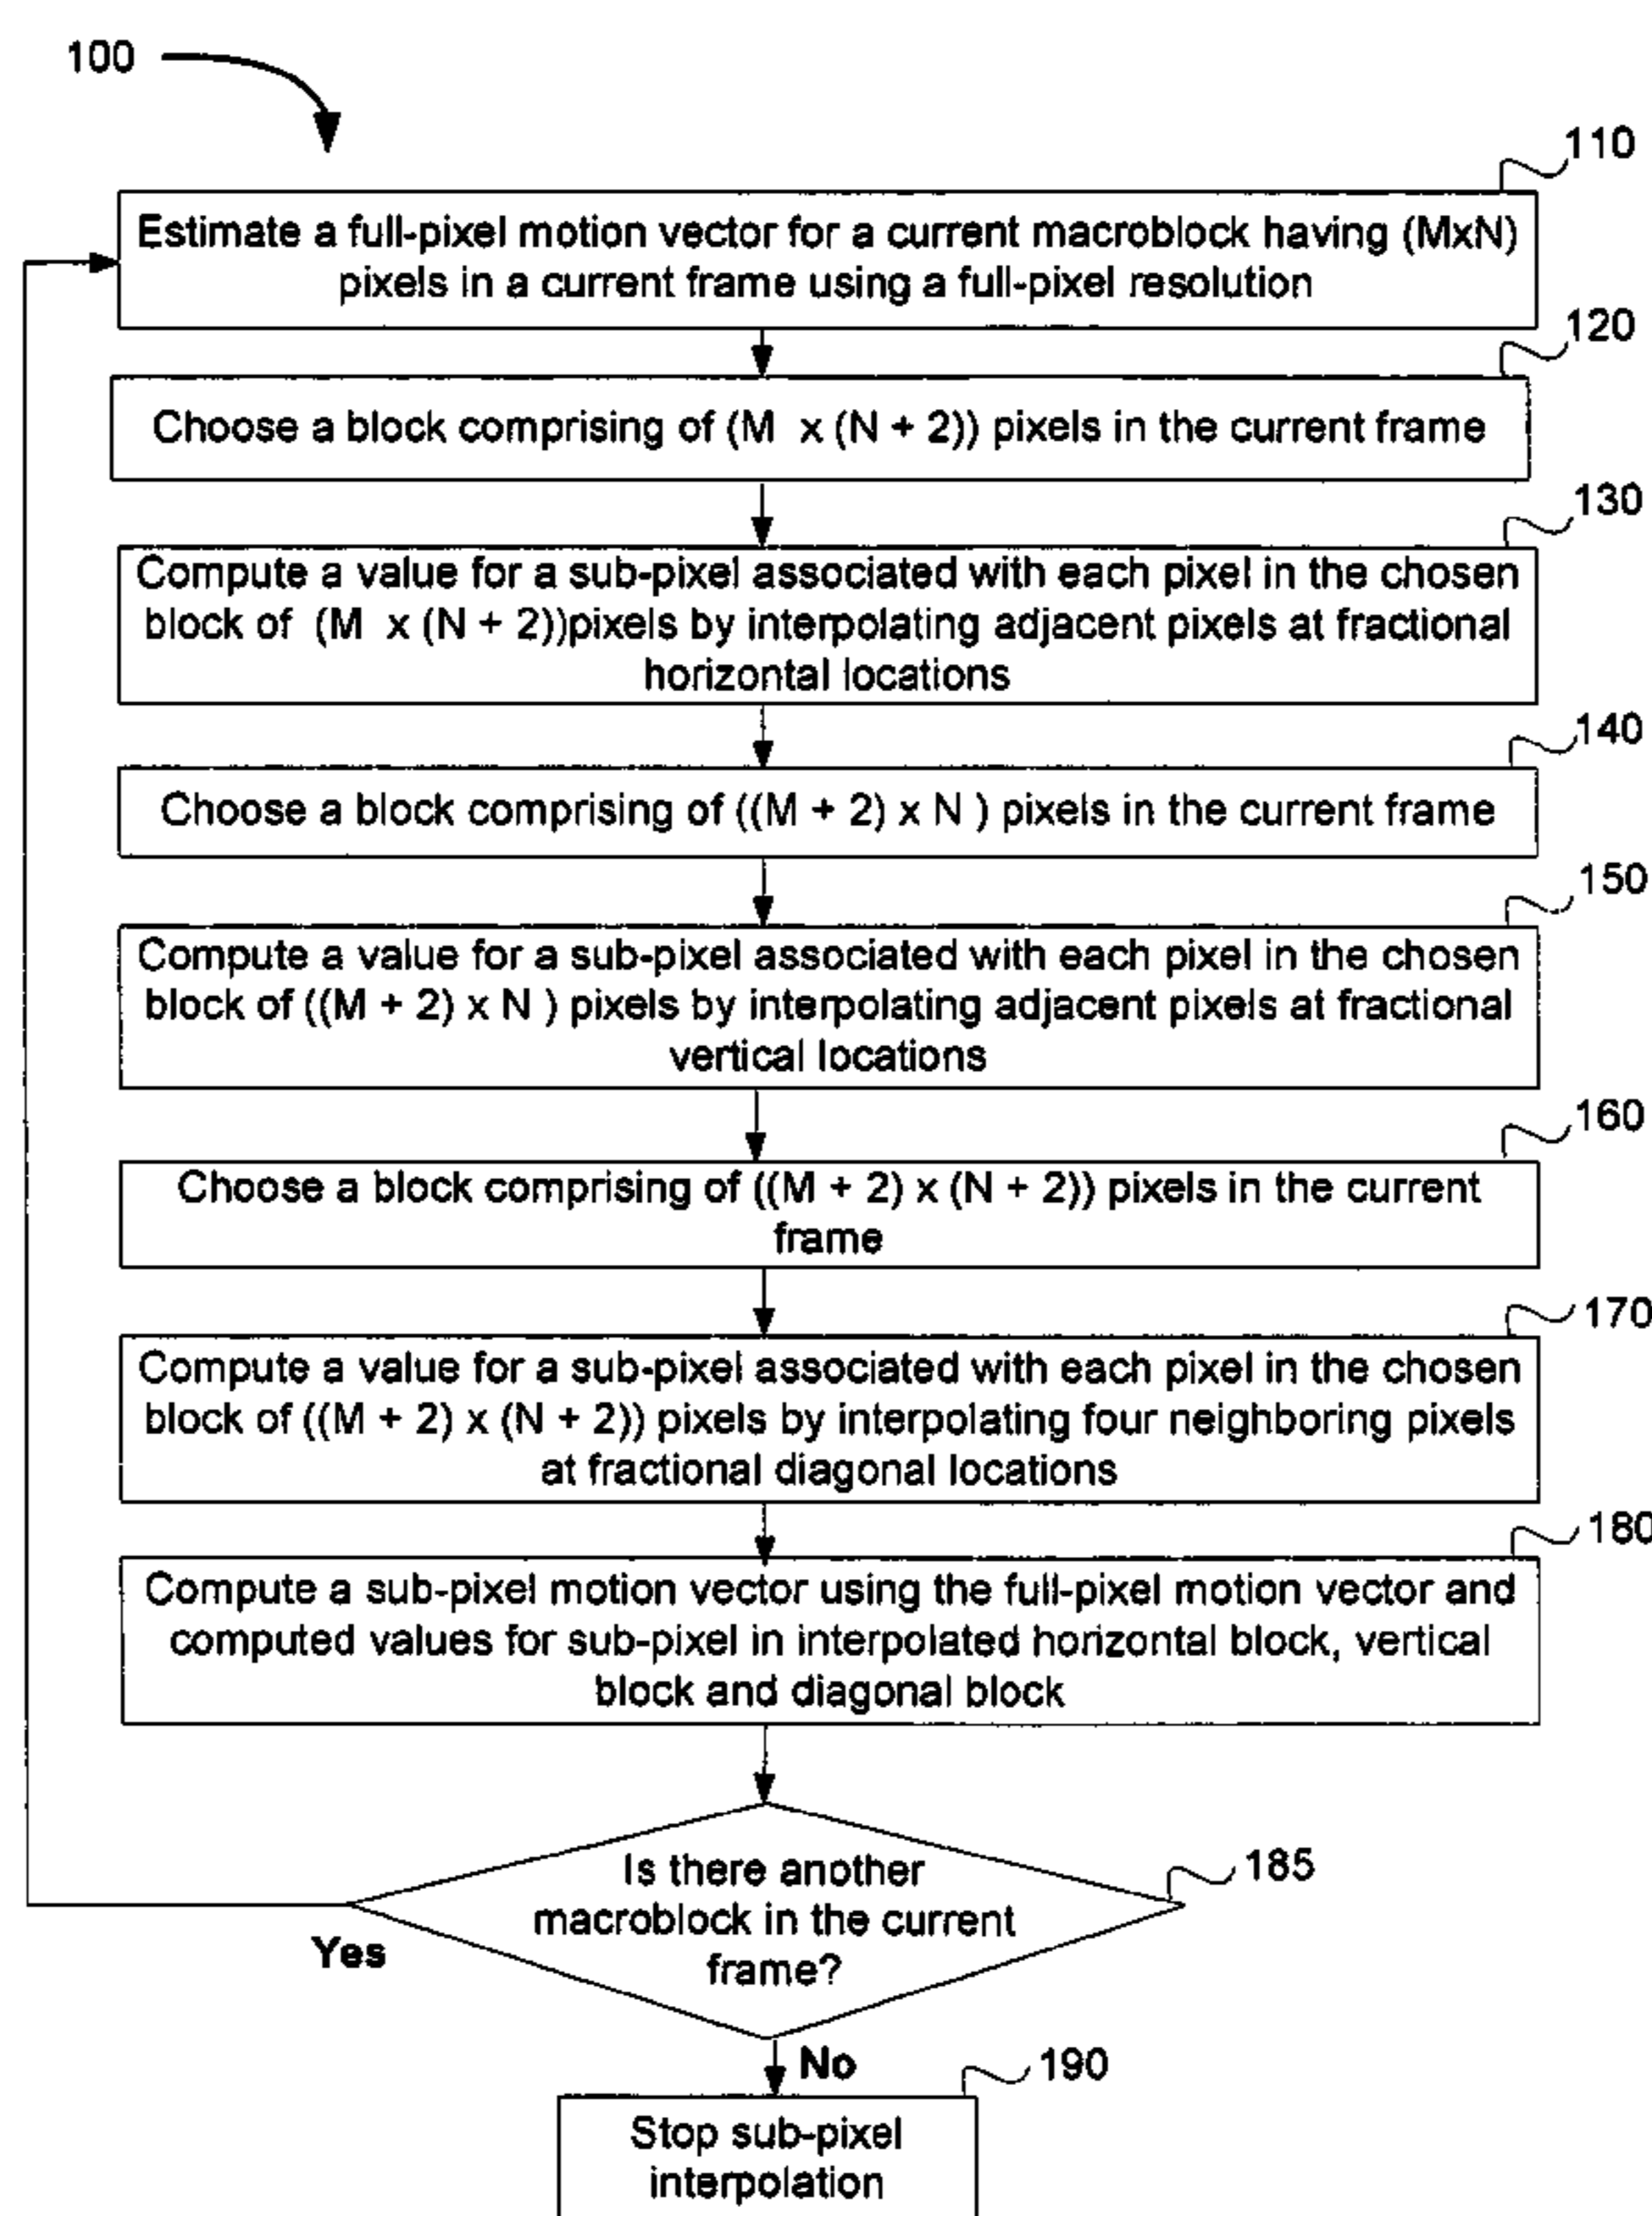 100
110
Estimate a full-pixel motion vector for a current macroblock having (MxN)
pixels in a current frame using a full-pixel resolution
120
Choose a block comprising of (M x (N + 2)) pixels in the current frame
130
Compute a value for a sub-pixel associated with each pixel in the chosen
block of (M x (N + 2))pixels by interpolating adjacent pixels at fractional
horizontal locations
140
Choose a block comprising of ((M + 2) x N ) pixels in the current frame
150
Compute a value for a sub-pixel associated with each pixel in the chosen
block of ((M + 2) x N ) pixels by interpolating adjacent pixels at fractional
vertical locations
160
Choose a block comprising of ((M + 2) x (N + 2)) pixels in the current
frame
170
Compute a value for a sub-pixel associated with each pixel in the chosen
block of ((M + 2) x (N + 2)) pixels by interpolating four neighboring pixels
at fractional diagonal locations
180
Compute a sub-pixel motion vector using the full-pixel motion vector and
computed values for sub-pixel in interpolated horizontal block, vertical
block and diagonal block
185
Is there another
macroblock in the current
frame?
Yes
No
190
Stop sub-pixel
interpolation